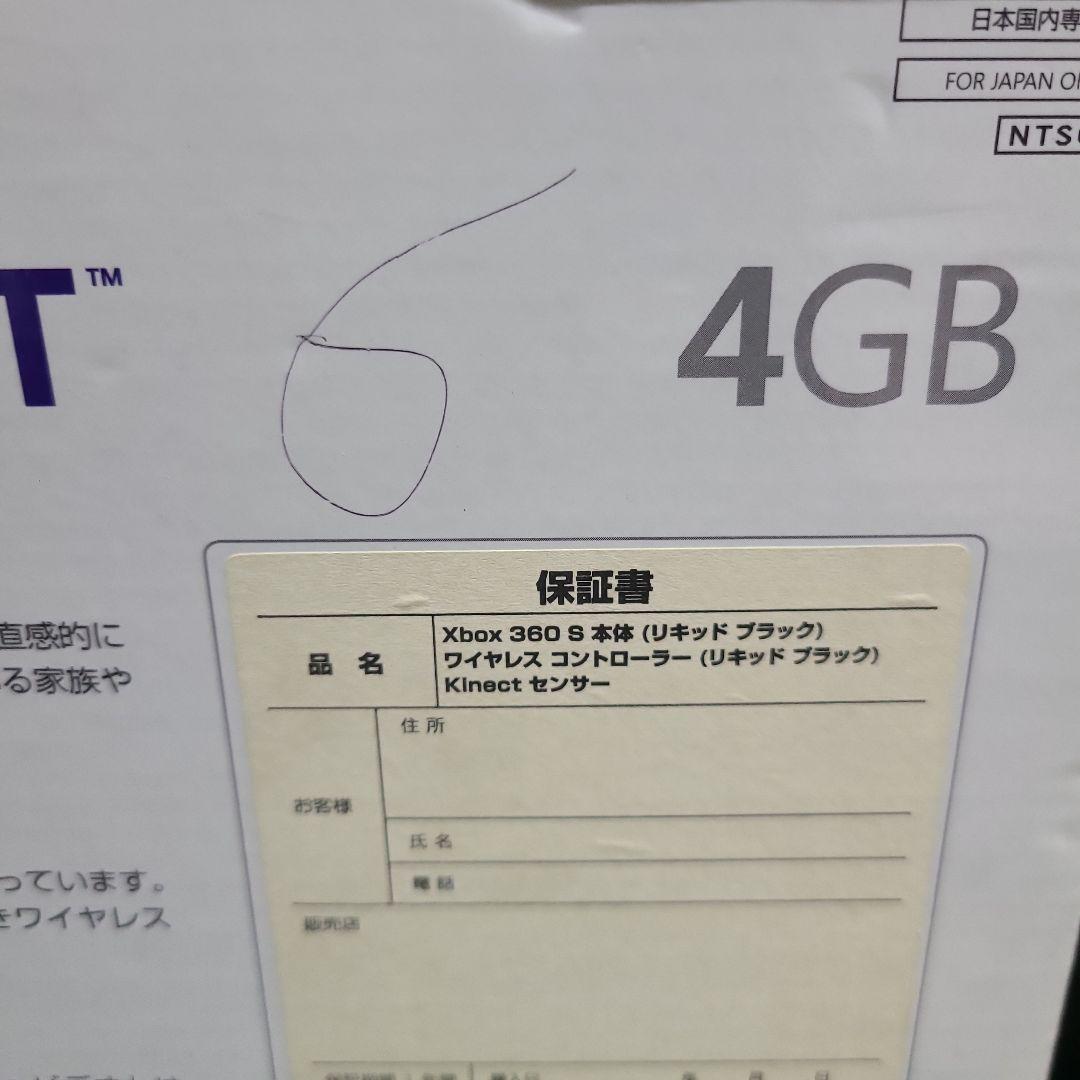 日本国内専
FOR JAPAN O
NTS
T™
6
4GB
直感的に
る家族や
っています。
をワイヤレス
保証書
品 名
Xbox 360 S 本体 (リキッド ブラック)
ワイヤレス コントローラー (リキッド ブラック)
Kinect センサー
お客様
住 所
氏 名
電 話
販売店